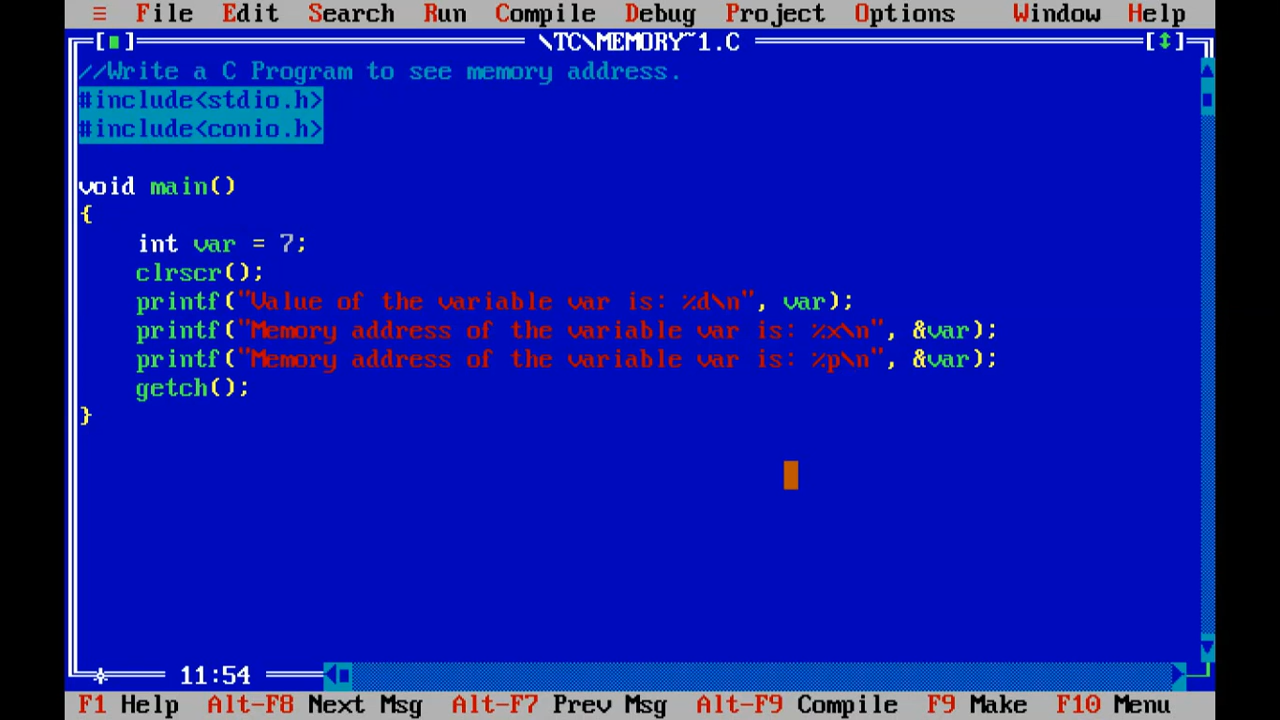 ≡ File Edit Search Run Compile Debug Project Options Window Help
[■] \TC\MEMORY~1.C [↕]
//Write a C Program to see memory address.
#include<stdio.h>
#include<conio.h>
void main()
{
int var = 7;
clrscr();
printf("Value of the variable var is: %d\n", var);
printf("Memory address of the variable var is: %x\n", &var);
printf("Memory address of the variable var is: %p\n", &var);
getch();
}
11:54
F1 Help Alt-F8 Next Msg Alt-F7 Prev Msg Alt-F9 Compile F9 Make F10 Menu